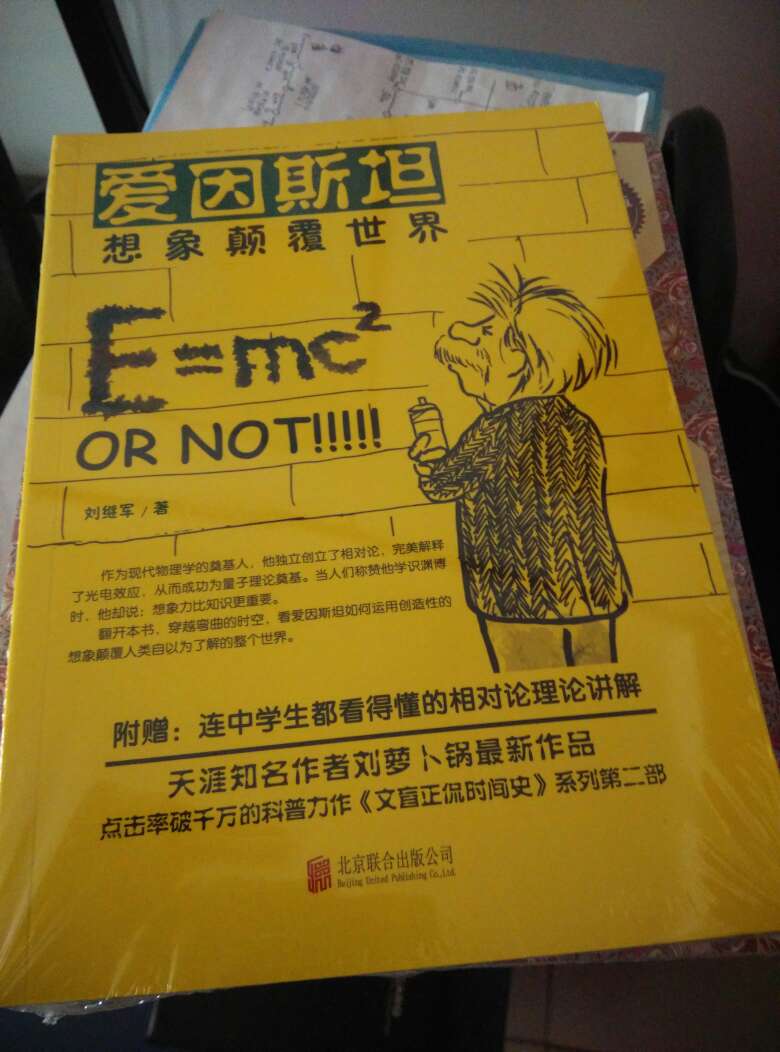 爱因斯坦
想象颠覆世界
E=mc²
OR NOT!!!!!
刘继军 / 著
作为现代物理学的奠基人，他独立创立了相对论，完美解释
了光电效应，从而成功为量子理论奠基。当人们称赞他学识渊博
时，他却说：想象力比知识更重要。
翻开本书，穿越弯曲的时空，看爱因斯坦如何运用创造性的
想象颠覆人类自以为了解的整个世界。
附赠：连中学生都看得懂的相对论理论讲解
天涯知名作者刘萝卜锅最新作品
点击率破千万的科普力作《文盲正侃时间史》系列第二部
北京联合出版公司
Beijing United Publishing Co.,Ltd.